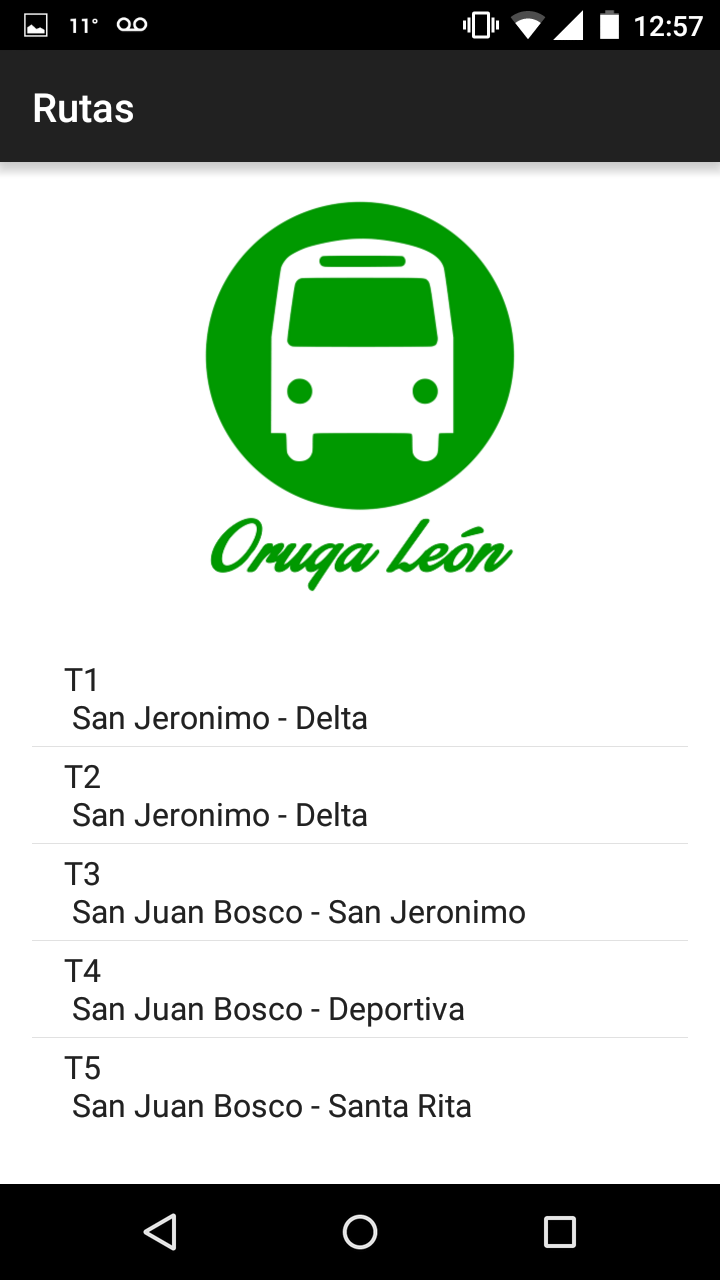 11°
12:57
Rutas
Oruga León
T1
San Jeronimo - Delta
T2
San Jeronimo - Delta
T3
San Juan Bosco - San Jeronimo
T4
San Juan Bosco - Deportiva
T5
San Juan Bosco - Santa Rita